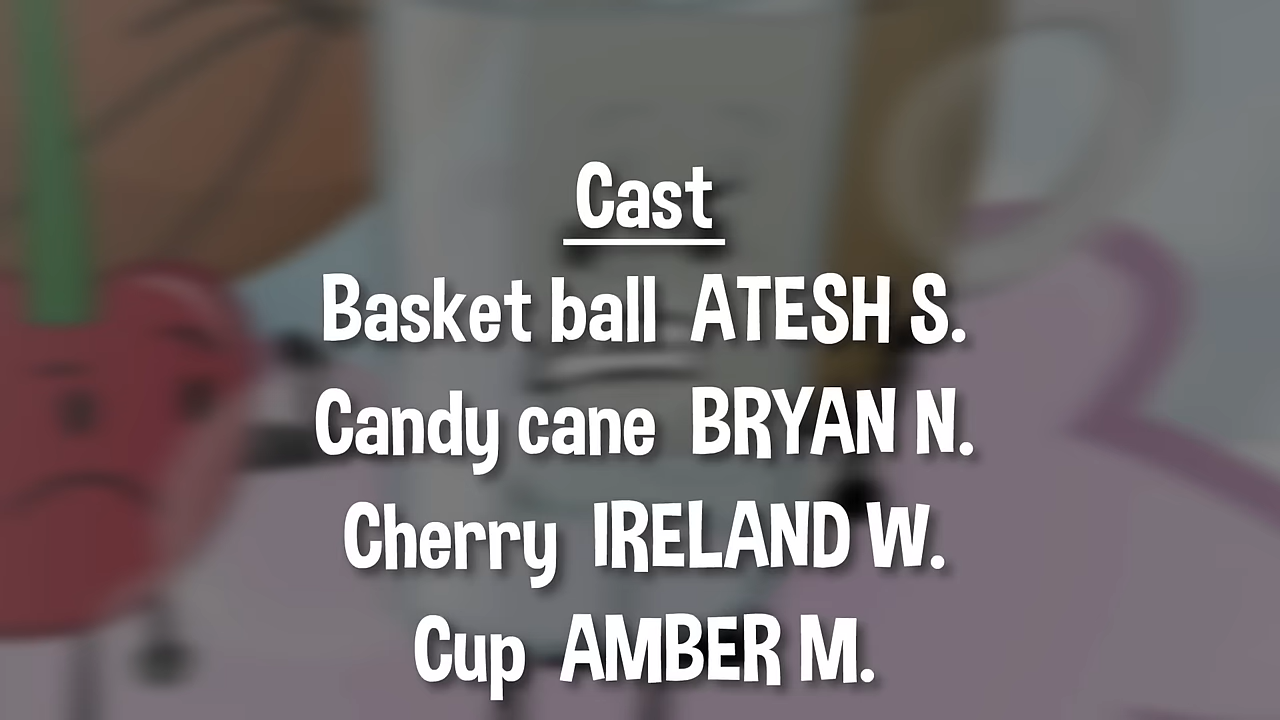 Cast
Basket ball ATESH S.
Candy cane BRYAN N.
Cherry IRELAND W.
Cup AMBER M.